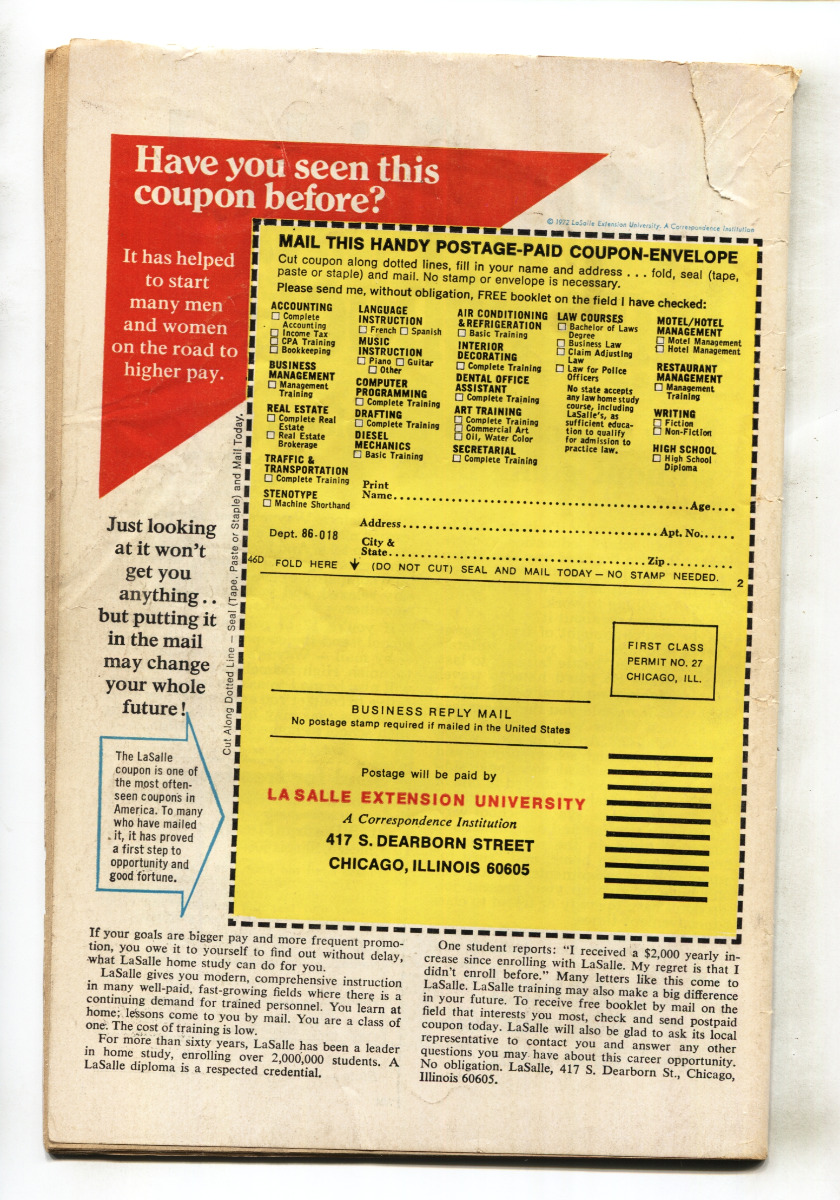 Have you seen this
coupon before?
It has helped
to start
many men
and women
on the road to
higher pay.
Just looking
at it won't
get you
anything . .
but putting it
in the mail
may change
your whole
future!
The LaSalle
coupon is one of
the most often-
seen coupons in
America. To many
who have mailed
it, it has proved
a first step to
opportunity and
good fortune.
© 1972 LaSalle Extension University, A Correspondence Institution
Cut Along Dotted Line — Seal (Tape, Paste or Staple) and Mail Today.
MAIL THIS HANDY POSTAGE-PAID COUPON-ENVELOPE
Cut coupon along dotted lines, fill in your name and address . . . fold, seal (tape,
paste or staple) and mail. No stamp or envelope is necessary.
Please send me, without obligation, FREE booklet on the field I have checked:
ACCOUNTING
Complete
Accounting
Income Tax
CPA Training
Bookkeeping
BUSINESS
MANAGEMENT
Management
Training
REAL ESTATE
Complete Real
Estate
Real Estate
Brokerage
TRAFFIC &
TRANSPORTATION
Complete Training
STENOTYPE
Machine Shorthand
LANGUAGE
INSTRUCTION
French Spanish
MUSIC
INSTRUCTION
Piano Guitar
Other
COMPUTER
PROGRAMMING
Complete Training
DRAFTING
Complete Training
DIESEL
MECHANICS
Basic Training
AIR CONDITIONING
& REFRIGERATION
Basic Training
INTERIOR
DECORATING
Complete Training
DENTAL OFFICE
ASSISTANT
Complete Training
ART TRAINING
Complete Training
Commercial Art
Oil, Water Color
SECRETARIAL
Complete Training
LAW COURSES
Bachelor of Laws
Degree
Business Law
Claim Adjusting
Law
Law for Police
Officers
No state accepts
any law home study
course, including
LaSalle's, as
sufficient educa-
tion to qualify
for admission to
practice law.
MOTEL/HOTEL
MANAGEMENT
Motel Management
Hotel Management
RESTAURANT
MANAGEMENT
Management
Training
WRITING
Fiction
Non-Fiction
HIGH SCHOOL
High School
Diploma
Print
Name Age
Address Apt. No.
Dept. 86-018
City &
State Zip
46D FOLD HERE (DO NOT CUT) SEAL AND MAIL TODAY — NO STAMP NEEDED. 2
FIRST CLASS
PERMIT NO. 27
CHICAGO, ILL.
BUSINESS REPLY MAIL
No postage stamp required if mailed in the United States
Postage will be paid by
LA SALLE EXTENSION UNIVERSITY
A Correspondence Institution
417 S. DEARBORN STREET
CHICAGO, ILLINOIS 60605
If your goals are bigger pay and more frequent promo-
tion, you owe it to yourself to find out without delay,
what LaSalle home study can do for you.
LaSalle gives you modern, comprehensive instruction
in many well-paid, fast-growing fields where there is a
continuing demand for trained personnel. You learn at
home; lessons come to you by mail. You are a class of
one. The cost of training is low.
For more than sixty years, LaSalle has been a leader
in home study, enrolling over 2,000,000 students. A
LaSalle diploma is a respected credential.
One student reports: "I received a $2,000 yearly in-
crease since enrolling with LaSalle. My regret is that I
didn't enroll before." Many letters like this come to
LaSalle. LaSalle training may also make a big difference
in your future. To receive free booklet by mail on the
field that interests you most, check and send postpaid
coupon today. LaSalle will also be glad to ask its local
representative to contact you and answer any other
questions you may have about this career opportunity.
No obligation. LaSalle, 417 S. Dearborn St., Chicago,
Illinois 60605.